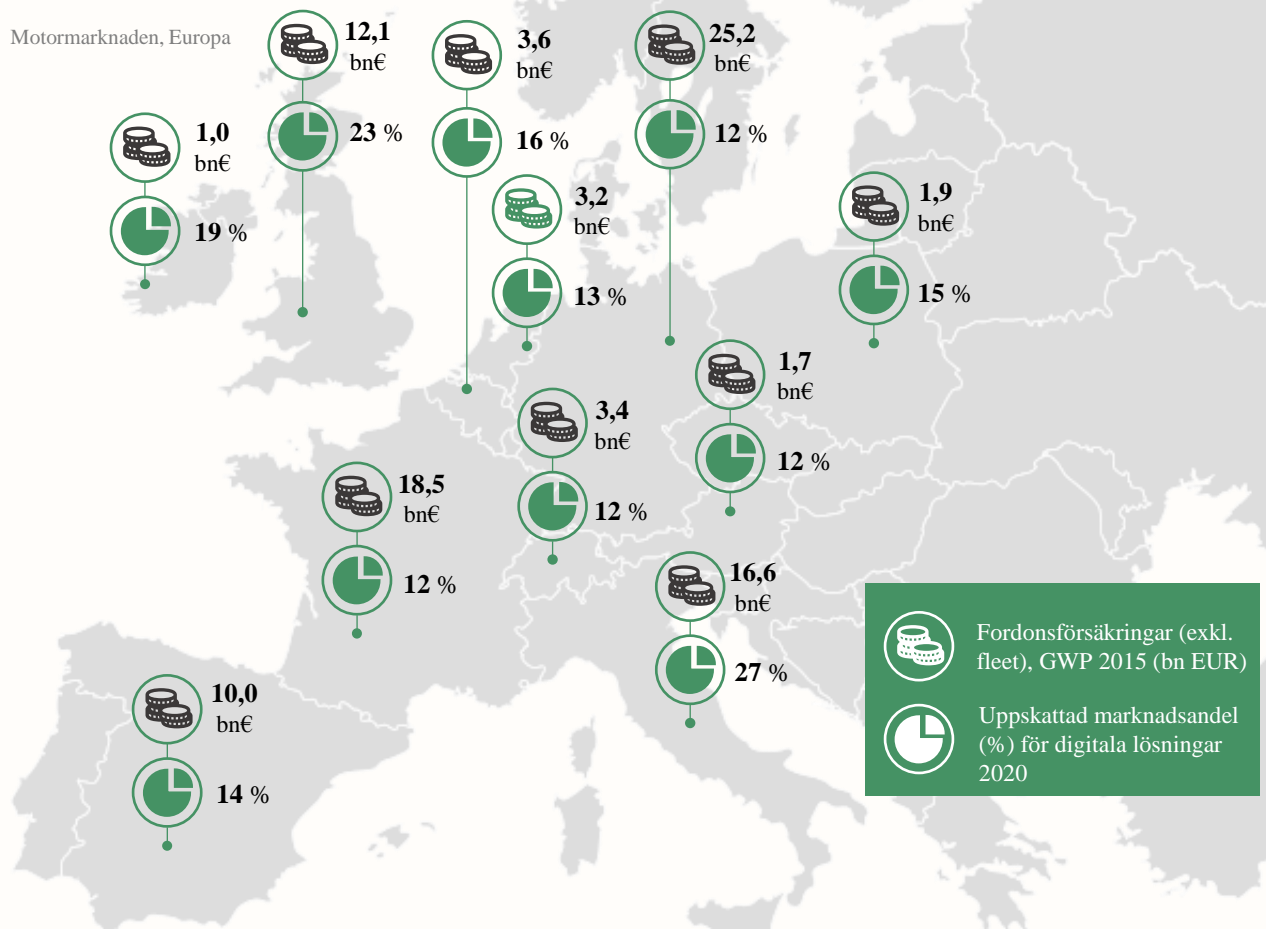 Motormarknaden, Europa
12,1
bn€
23 %
3,6
bn€
16 %
25,2
bn€
12 %
1,0
bn€
19 %
3,2
bn€
13 %
1,9
bn€
15 %
1,7
bn€
12 %
3,4
bn€
12 %
18,5
bn€
12 %
16,6
bn€
27 %
10,0
bn€
14 %
Fordonsförsäkringar (exkl.
fleet), GWP 2015 (bn EUR)
Uppskattad marknadsandel
(%) för digitala lösningar
2020